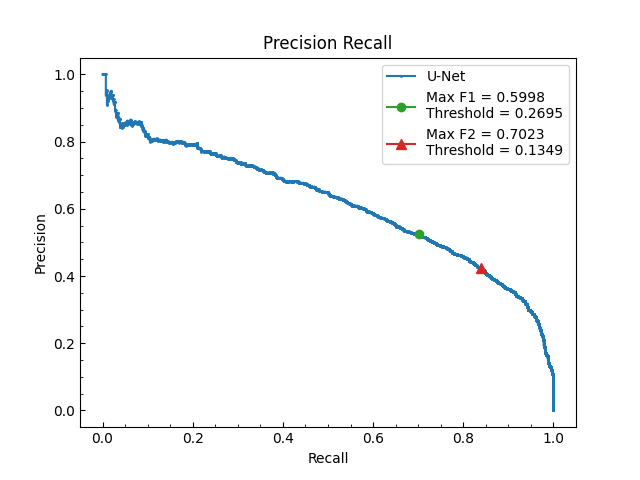 Precision Recall
U-Net
Max F1 = 0.5998
Threshold = 0.2695
Max F2 = 0.7023
Threshold = 0.1349
Precision
1.0
0.8
0.6
0.4
0.2
0.0
0.0 0.2 0.4 0.6 0.8 1.0
Recall